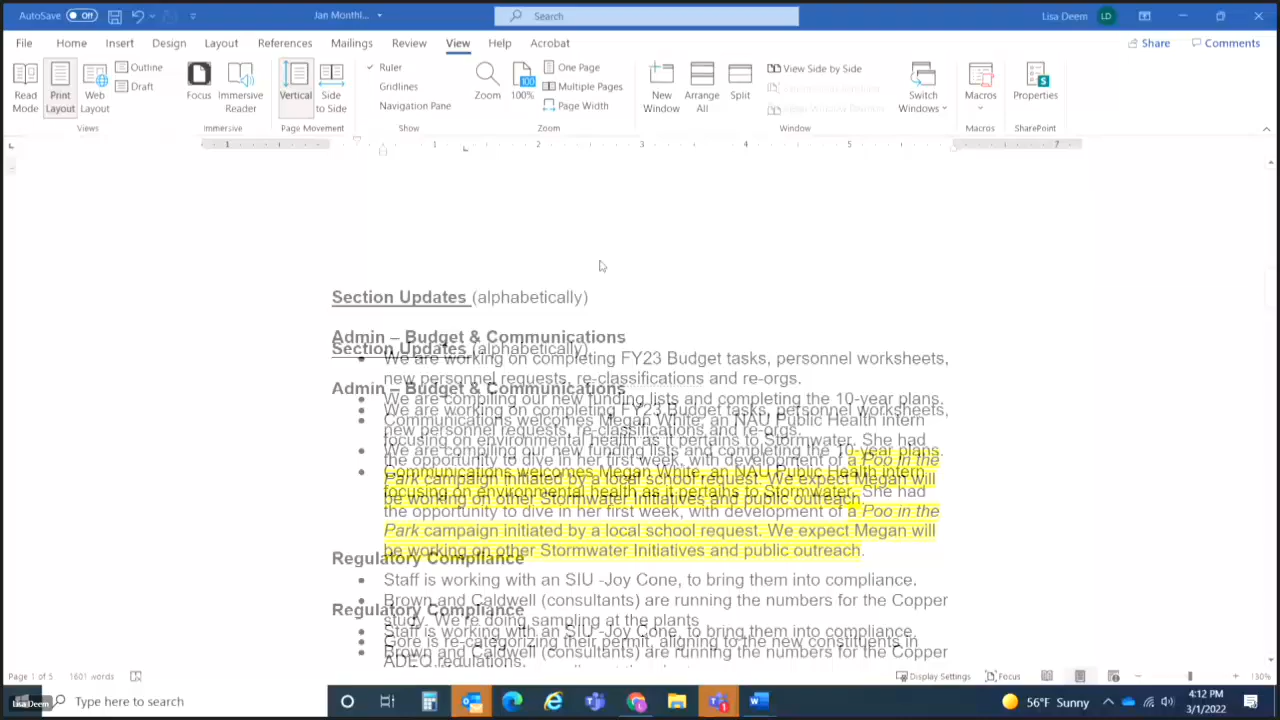 AutoSave Off Jan Monthl... Search Lisa Deem LD
File Home Insert Design Layout References Mailings Review View Help Acrobat Share Comments
Read Mode Print Layout Web Layout Outline Draft
Focus Immersive Reader
Vertical Side to Side
Ruler Gridlines Navigation Pane
Zoom 100% One Page Multiple Pages Page Width
New Window Arrange All Split View Side by Side
Switch Windows
Macros
Properties
Views Immersive Page Movement Show Zoom Window Macros SharePoint
1 1 2 3 4 5 7
Section Updates (alphabetically)
Admin – Budget & Communications
Section Updates (alphabetically)
We are working on completing FY23 Budget tasks, personnel worksheets,
new personnel requests, re-classifications and re-orgs.
Admin – Budget & Communications
We are compiling our new funding lists and completing the 10-year plans.
We are working on completing FY23 Budget tasks, personnel worksheets,
Communications welcomes Megan White, an NAU Public Health intern
new personnel requests, re-classifications and re-orgs.
focusing on environmental health as it pertains to Stormwater. She had
We are compiling our new funding lists and completing the 10-year plans.
the opportunity to dive in her first week, with development of a Poo in the
Communications welcomes Megan White, an NAU Public Health intern
Park campaign initiated by a local school request. We expect Megan will
focusing on environmental health as it pertains to Stormwater. She had
be working on other Stormwater Initiatives and public outreach.
the opportunity to dive in her first week, with development of a Poo in the
Park campaign initiated by a local school request. We expect Megan will
be working on other Stormwater Initiatives and public outreach.
Regulatory Compliance
Staff is working with an SIU -Joy Cone, to bring them into compliance.
Brown and Caldwell (consultants) are running the numbers for the Copper
Regulatory Compliance
study. We're doing sampling at the plants
Staff is working with an SIU -Joy Cone, to bring them into compliance.
Gore is re-categorizing their permit, aligning to the new constituents in
Brown and Caldwell (consultants) are running the numbers for the Copper
ADEQ regulations.
Page 1 of 5 1601 words Display Settings Focus 130%
Lisa Deem Type here to search 56°F Sunny 4:12 PM
3/1/2022